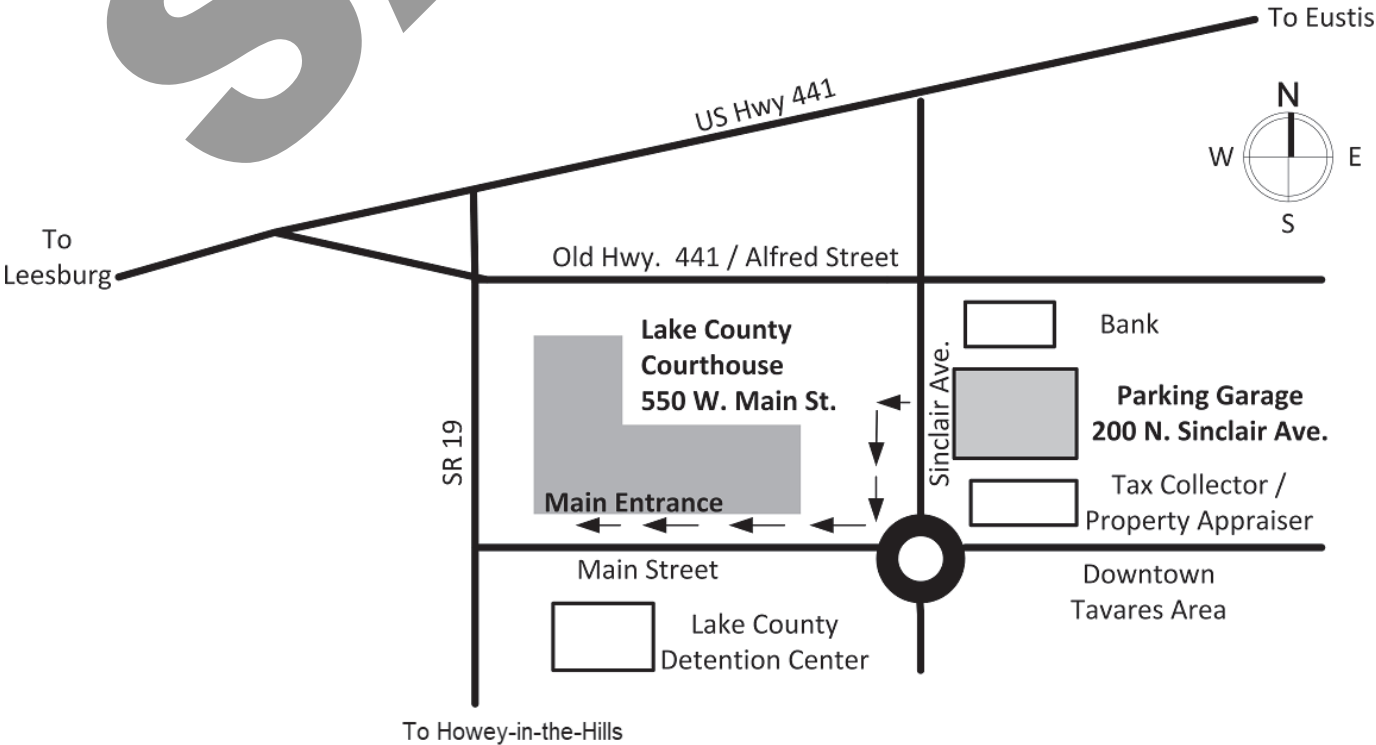 To Eustis
US Hwy 441
N
W
E
S
To
Leesburg
Old Hwy. 441 / Alfred Street
Lake County
Courthouse
550 W. Main St.
Bank
Sinclair Ave.
Parking Garage
200 N. Sinclair Ave.
SR 19
Main Entrance
Tax Collector /
Property Appraiser
Main Street
Downtown
Tavares Area
Lake County
Detention Center
To Howey-in-the-Hills